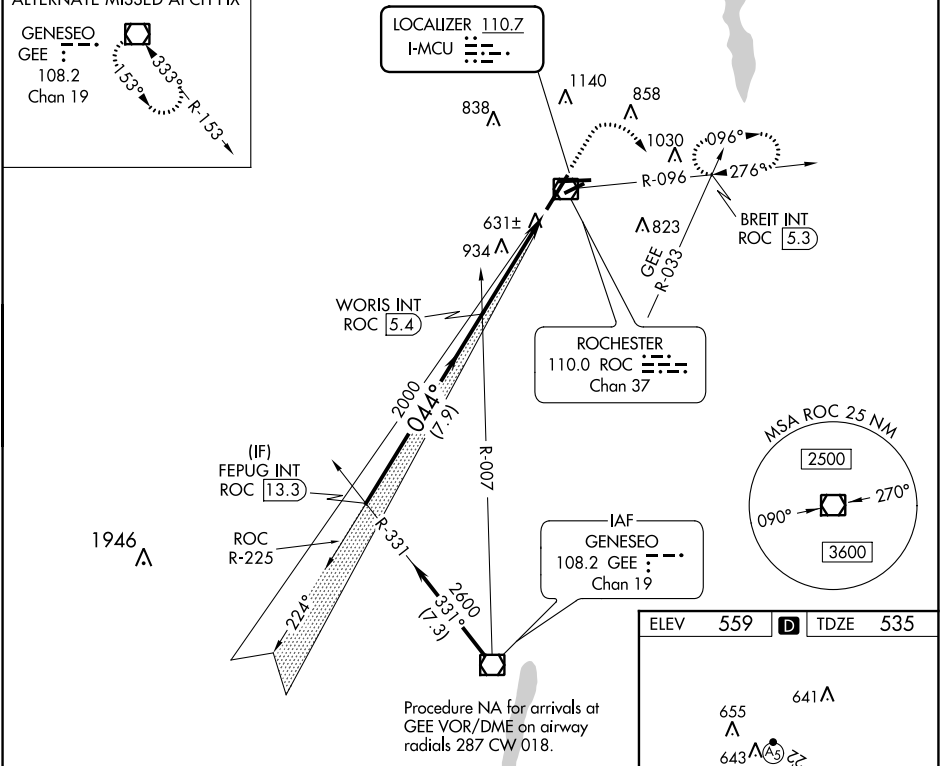 ALTERNATE MISSED APCH FIX
GENESEO
GEE
108.2
Chan 19
153°
333°
R-153
LOCALIZER 110.7
I-MCU
1140
838
858
1030
096°
R-096
276°
BREIT INT
ROC 5.3
823
GEE
R-033
631±
934
WORIS INT
ROC 5.4
ROCHESTER
110.0 ROC
Chan 37
2000
044°
(7.9)
R-007
MSA ROC 25 NM
2500
090°
270°
3600
(IF)
FEPUG INT
ROC 13.3
1946
ROC
R-225
R-331
224°
2600
331°
(7.3)
IAF
GENESEO
108.2 GEE
Chan 19
Procedure NA for arrivals at
GEE VOR/DME on airway
radials 287 CW 018.
ELEV 559 D TDZE 535
641
655
643
A5
22